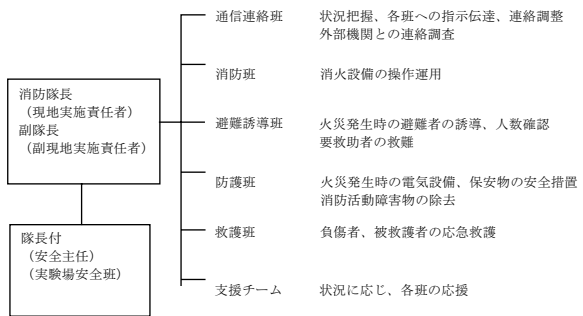 通信連絡班 状況把握、各班への指示伝達、連絡調整
外部機関との連絡調査
消防班 消火設備の操作運用
消防隊長
（現地実施責任者）
副隊長
（副現地実施責任者）
避難誘導班 火災発生時の避難者の誘導、人数確認
要救助者の救難
防護班 火災発生時の電気設備、保安物の安全措置
消防活動障害物の除去
隊長付
（安全主任）
（実験場安全班）
救護班 負傷者、被救護者の応急救護
支援チーム 状況に応じ、各班の応援